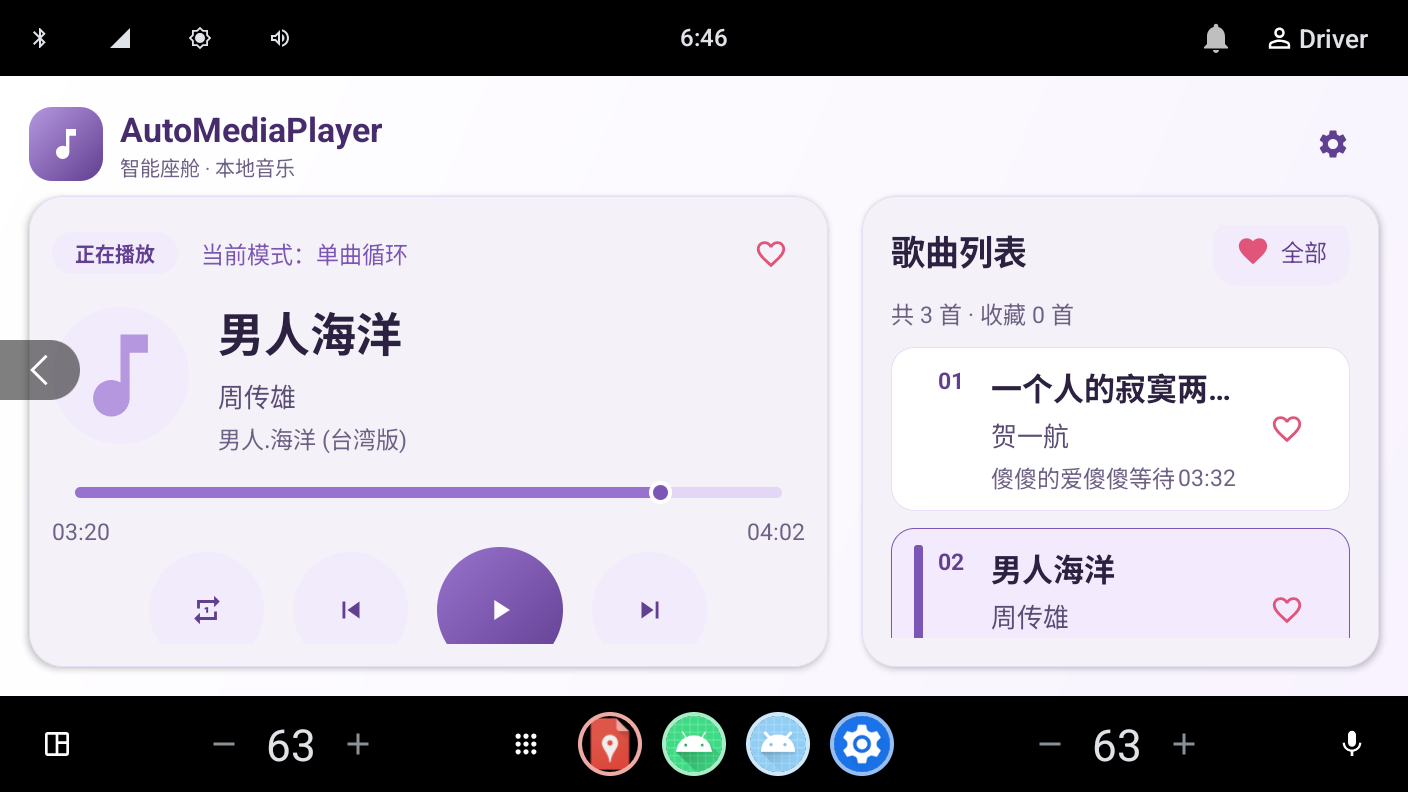 6:46
Driver
AutoMediaPlayer
智能座舱 · 本地音乐
正在播放
当前模式：单曲循环
男人海洋
周传雄
男人.海洋 (台湾版)
03:20
04:02
1
歌曲列表
全部
共 3 首 · 收藏 0 首
01
一个人的寂寞两...
贺一航
傻傻的爱傻傻等待 03:32
02
男人海洋
周传雄
63
63